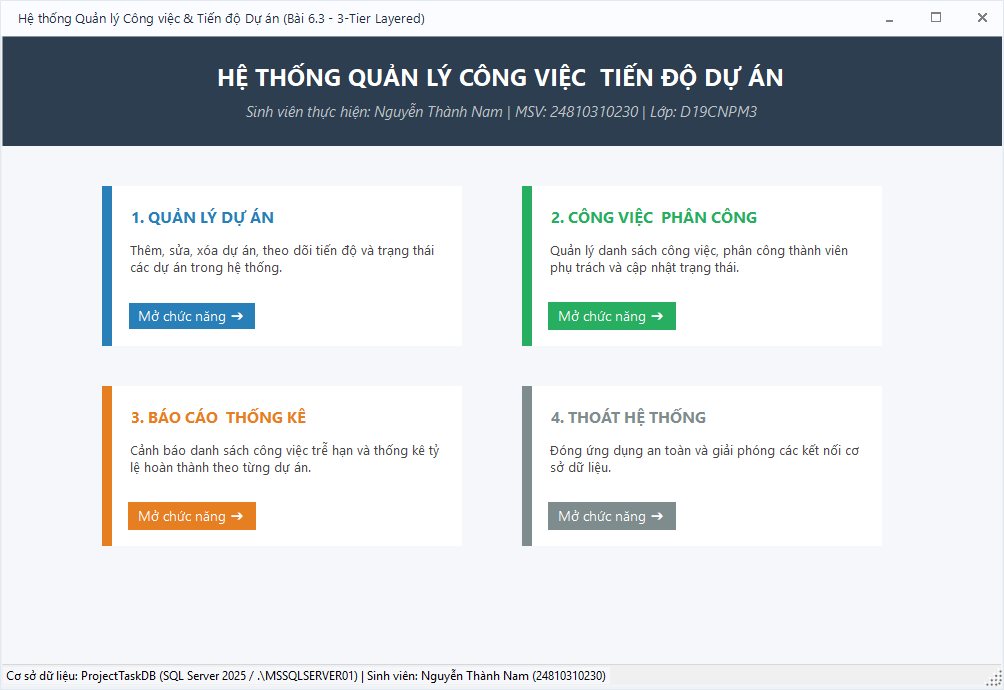 Hệ thống Quản lý Công việc & Tiến độ Dự án (Bài 6.3 - 3-Tier Layered)
HỆ THỐNG QUẢN LÝ CÔNG VIỆC  TIẾN ĐỘ DỰ ÁN
Sinh viên thực hiện: Nguyễn Thành Nam | MSV: 24810310230 | Lớp: D19CNPM3
1. QUẢN LÝ DỰ ÁN
Thêm, sửa, xóa dự án, theo dõi tiến độ và trạng thái
các dự án trong hệ thống.
Mở chức năng ➔
2. CÔNG VIỆC  PHÂN CÔNG
Quản lý danh sách công việc, phân công thành viên
phụ trách và cập nhật trạng thái.
Mở chức năng ➔
3. BÁO CÁO  THỐNG KÊ
Cảnh báo danh sách công việc trễ hạn và thống kê tỷ
lệ hoàn thành theo từng dự án.
Mở chức năng ➔
4. THOÁT HỆ THỐNG
Đóng ứng dụng an toàn và giải phóng các kết nối cơ
sở dữ liệu.
Mở chức năng ➔
Cơ sở dữ liệu: ProjectTaskDB (SQL Server 2025 / .\MSSQLSERVER01) | Sinh viên: Nguyễn Thành Nam (24810310230)